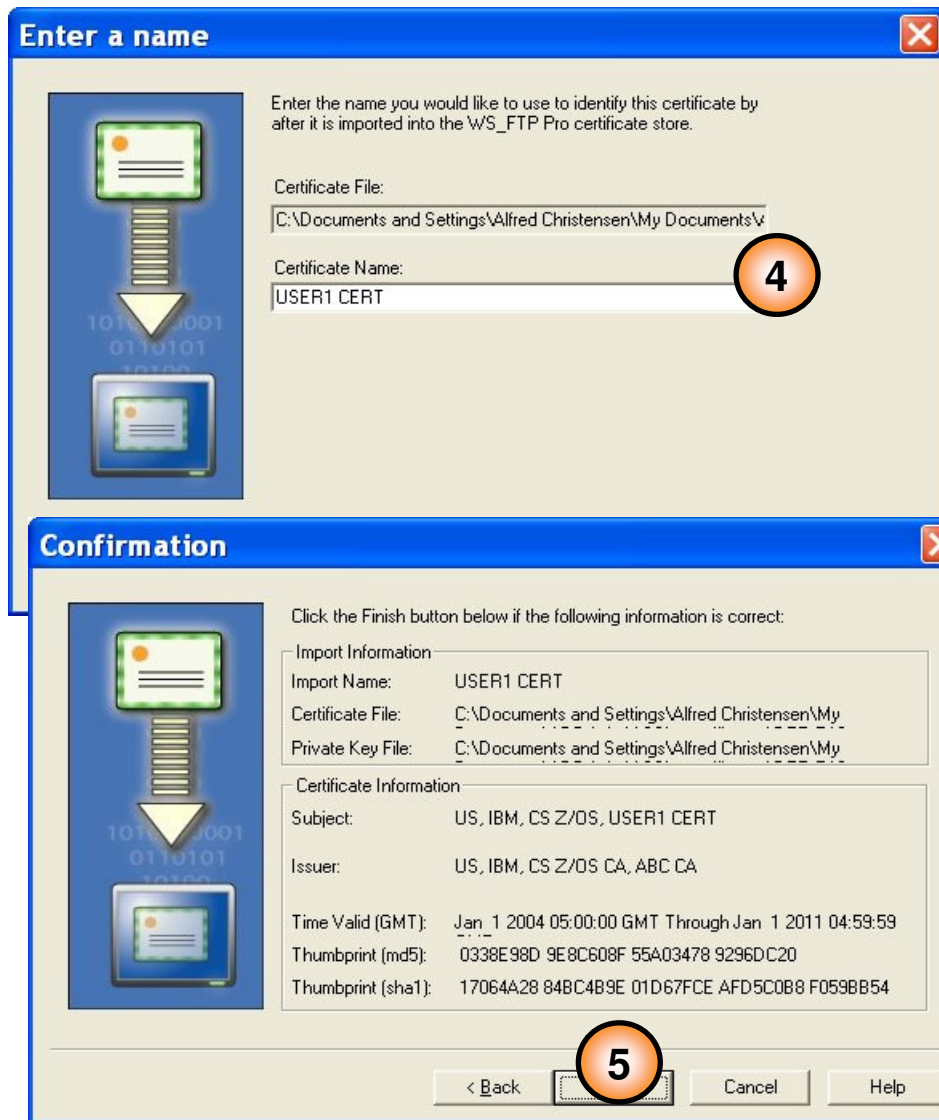 Enter a name
Enter the name you would like to use to identify this certificate by
after it is imported into the WS_FTP Pro certificate store.
Certificate File:
C:\Documents and Settings\Alfred Christensen\My Documents\
Certificate Name:
USER1 CERT
4
0001
0110101
10100
Confirmation
Click the Finish button below if the following information is correct:
Import Information
Import Name: USER1 CERT
Certificate File: C:\Documents and Settings\Alfred Christensen\My
Private Key File: C:\Documents and Settings\Alfred Christensen\My
Certificate Information
Subject: US, IBM, CS Z/OS, USER1 CERT
Issuer: US, IBM, CS Z/OS CA, ABC CA
Time Valid (GMT): Jan 1 2004 05:00:00 GMT Through Jan 1 2011 04:59:59
Thumbprint (md5): 0338E98D 9E8C608F 55A03478 9296DC20
Thumbprint (sha1): 17064A28 84BC4B9E 01D67FCE AFD5C0B8 F059BB54
0001
0110101
10100
5
< Back
Cancel
Help